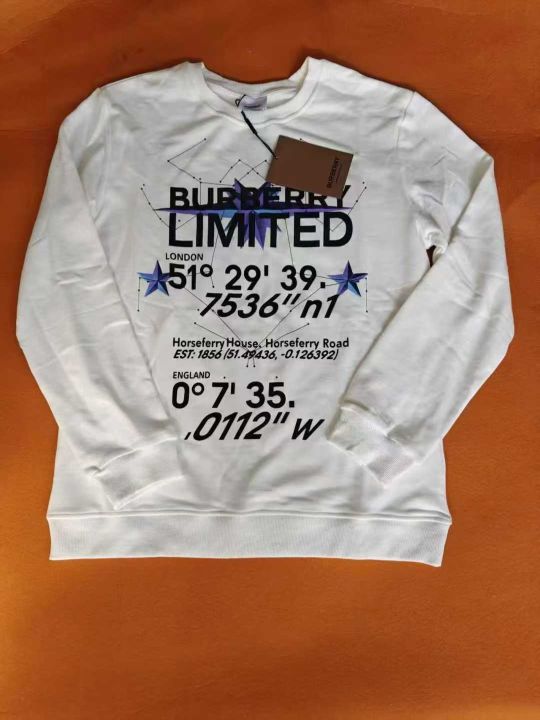 BURBERRY
BURBERRY
LIMITED
LONDON
51° 29' 39.
7536"n1
Horseferry House, Horseferry Road
EST: 1856 (51.49436, -0.126392)
ENGLAND
0° 7' 35.
.0112"w